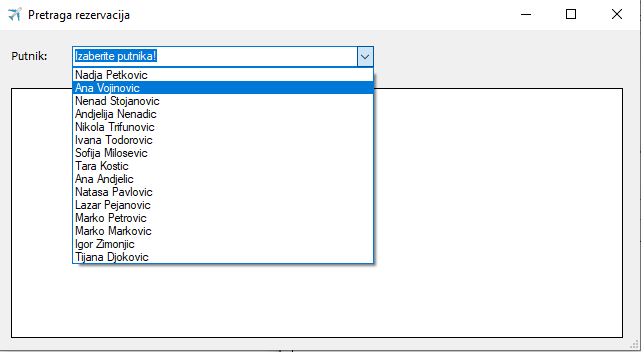 Pretraga rezervacija
Putnik: Izaberite putnika!
Nadja Petkovic
Ana Vojinovic
Nenad Stojanovic
Andjelija Nenadic
Nikola Trifunovic
Ivana Todorovic
Sofija Milosevic
Tara Kostic
Ana Andjelic
Natasa Pavlovic
Lazar Pejanovic
Marko Petrovic
Marko Markovic
Igor Zimonjic
Tijana Djokovic